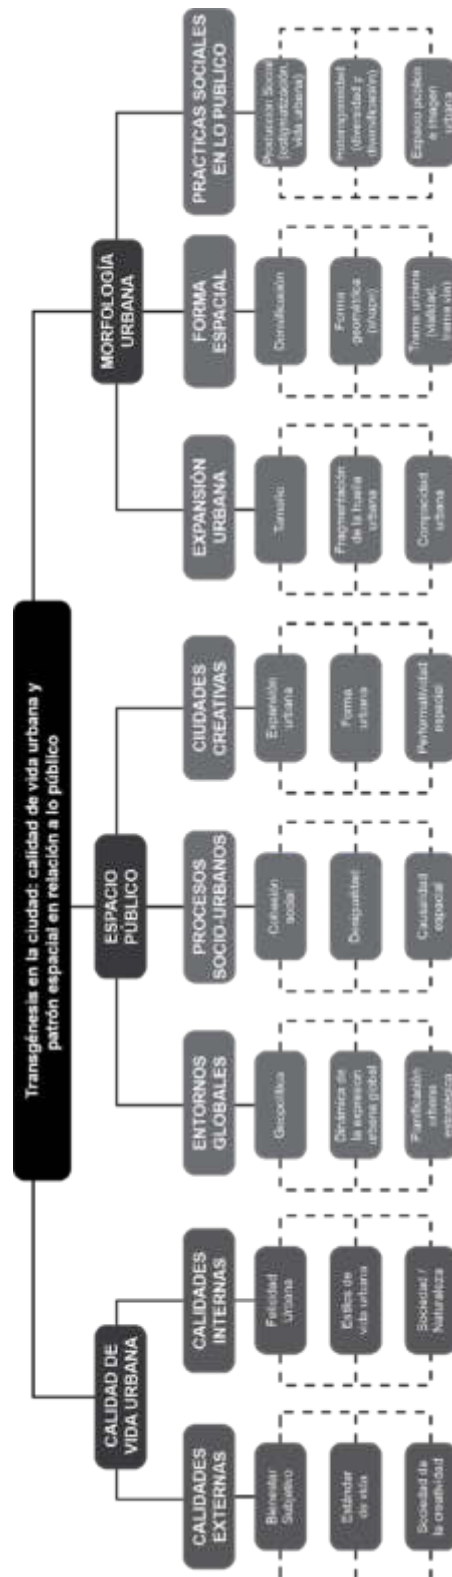 Transgénesis en la ciudad: calidad de vida urbana y
patrón espacial en relación a lo público
CALIDAD DE
VIDA URBANA
ESPACIO
PÚBLICO
MORFOLOGÍA
URBANA
CALIDADES
EXTERNAS
CALIDADES
INTERNAS
ENTORNOS
GLOBALES
PROCESOS
SOCIO-URBANOS
CIUDADES
CREATIVAS
EXPANSIÓN
URBANA
FORMA
ESPACIAL
PRÁCTICAS SOCIALES
EN LO PÚBLICO
Bienestar
Subjetivo
Estándar
de vida
Sociedad de
la creatividad
Felicidad
Urbana
Estilos de
vida urbana
Sociedad /
Naturaleza
Geopolítica
Dinámica de
la expresión
urbana global
Planificación
urbana
estratégica
Cohesión
social
Desigualdad
Causalidad
espacial
Expansión
urbana
Forma
urbana
Performatividad
espacial
Tamaño
Fragmentación
de la huella
urbana
Compacidad
urbana
Densificación
Forma
geométrica
(shape)
Trama urbana
(vialidad,
Producción Social
(estigmatización,
vida urbana)
Heterogeneidad
(diversidad y
diversificación)
Espacio público
e imagen
urbana